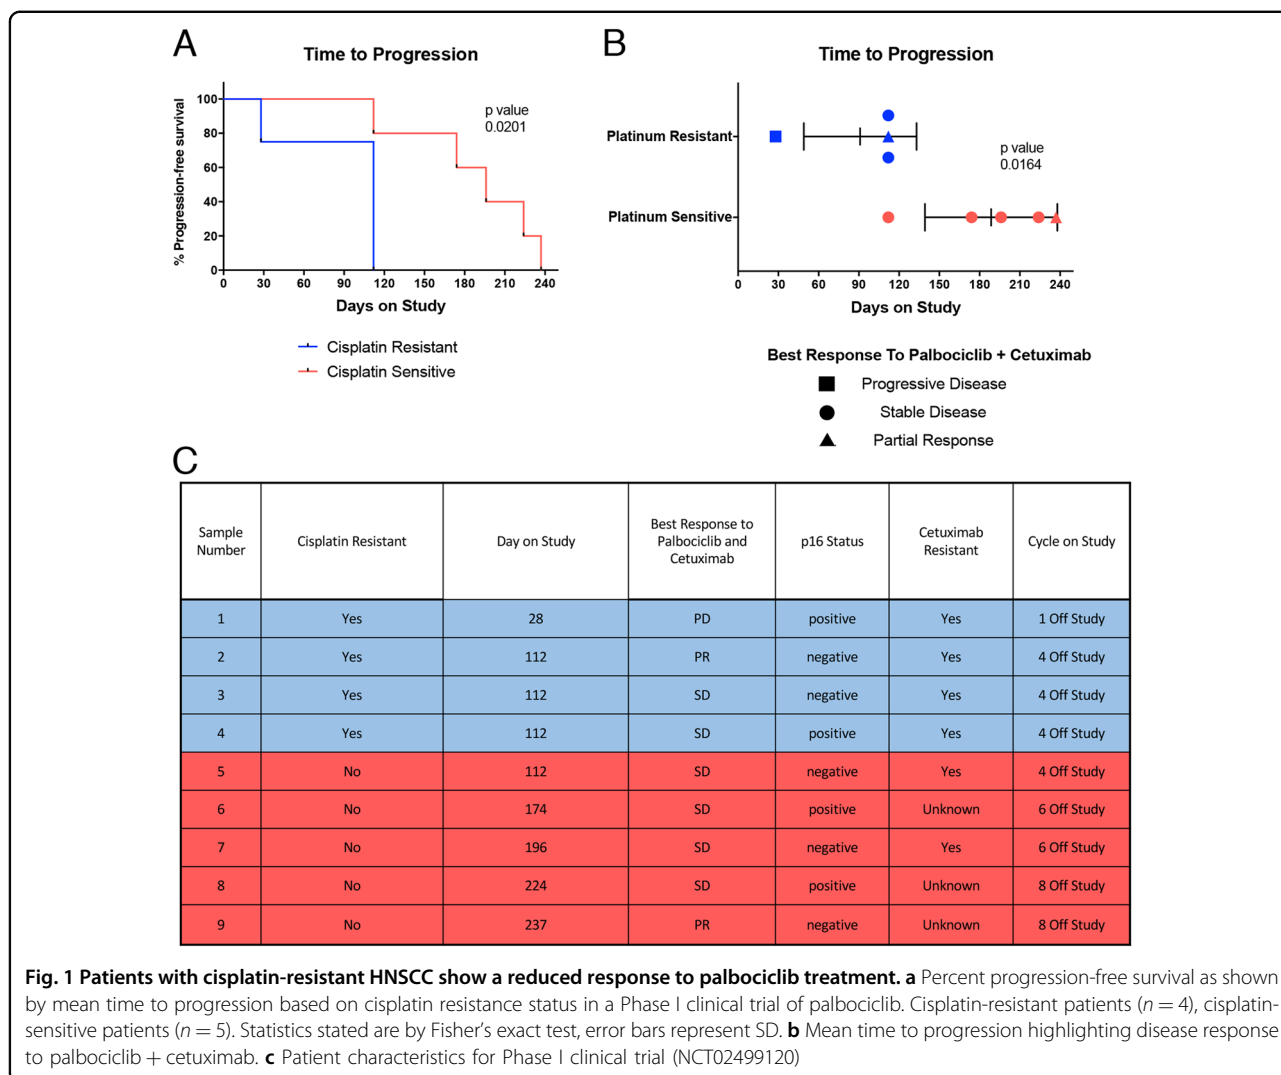 A
Time to Progression
% Progression-free survival
100
80
60
40
20
0
p value
0.0201
0 30 60 90 120 150 180 210 240
Days on Study
Cisplatin Resistant
Cisplatin Sensitive
B
Time to Progression
Platinum Resistant
Platinum Sensitive
p value
0.0164
0 30 60 90 120 150 180 210 240
Days on Study
Best Response To Palbociclib + Cetuximab
Progressive Disease
Stable Disease
Partial Response
C
Sample Number Cisplatin Resistant Day on Study Best Response to Palbociclib and Cetuximab p16 Status Cetuximab Resistant Cycle on Study
1 Yes 28 PD positive Yes 1 Off Study
2 Yes 112 PR negative Yes 4 Off Study
3 Yes 112 SD negative Yes 4 Off Study
4 Yes 112 SD positive Yes 4 Off Study
5 No 112 SD negative Yes 4 Off Study
6 No 174 SD positive Unknown 6 Off Study
7 No 196 SD negative Yes 6 Off Study
8 No 224 SD positive Unknown 8 Off Study
9 No 237 PR negative Unknown 8 Off Study
Fig. 1 Patients with cisplatin-resistant HNSCC show a reduced response to palbociclib treatment. a Percent progression-free survival as shown
by mean time to progression based on cisplatin resistance status in a Phase I clinical trial of palbociclib. Cisplatin-resistant patients (n = 4), cisplatin-
sensitive patients (n = 5). Statistics stated are by Fisher's exact test, error bars represent SD. b Mean time to progression highlighting disease response
to palbociclib + cetuximab. c Patient characteristics for Phase I clinical trial (NCT02499120)